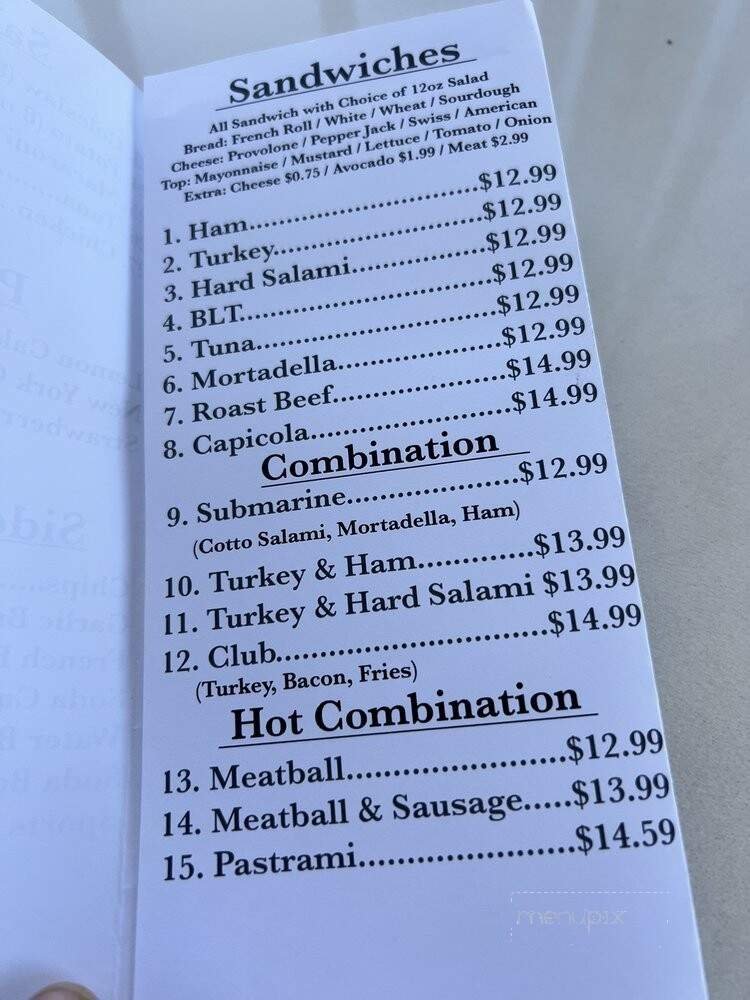 Sandwiches
All Sandwich with Choice of 12oz Salad
Bread: French Roll / White / Wheat / Sourdough
Cheese: Provolone / Pepper Jack / Swiss / American
Top: Mayonnaise / Mustard / Lettuce / Tomato / Onion
Extra: Cheese $0.75 / Avocado $1.99 / Meat $2.99
1. Ham..............................$12.99
2. Turkey...........................$12.99
3. Hard Salami..................$12.99
4. BLT................................$12.99
5. Tuna...............................$12.99
6. Mortadella.....................$12.99
7. Roast Beef......................$14.99
8. Capicola.........................$14.99
Combination
9. Submarine.....................$12.99
(Cotto Salami, Mortadella, Ham)
10. Turkey & Ham.............$13.99
11. Turkey & Hard Salami $13.99
12. Club..............................$14.99
(Turkey, Bacon, Fries)
Hot Combination
13. Meatball........................$12.99
14. Meatball & Sausage.....$13.99
15. Pastrami.......................$14.59
menupix